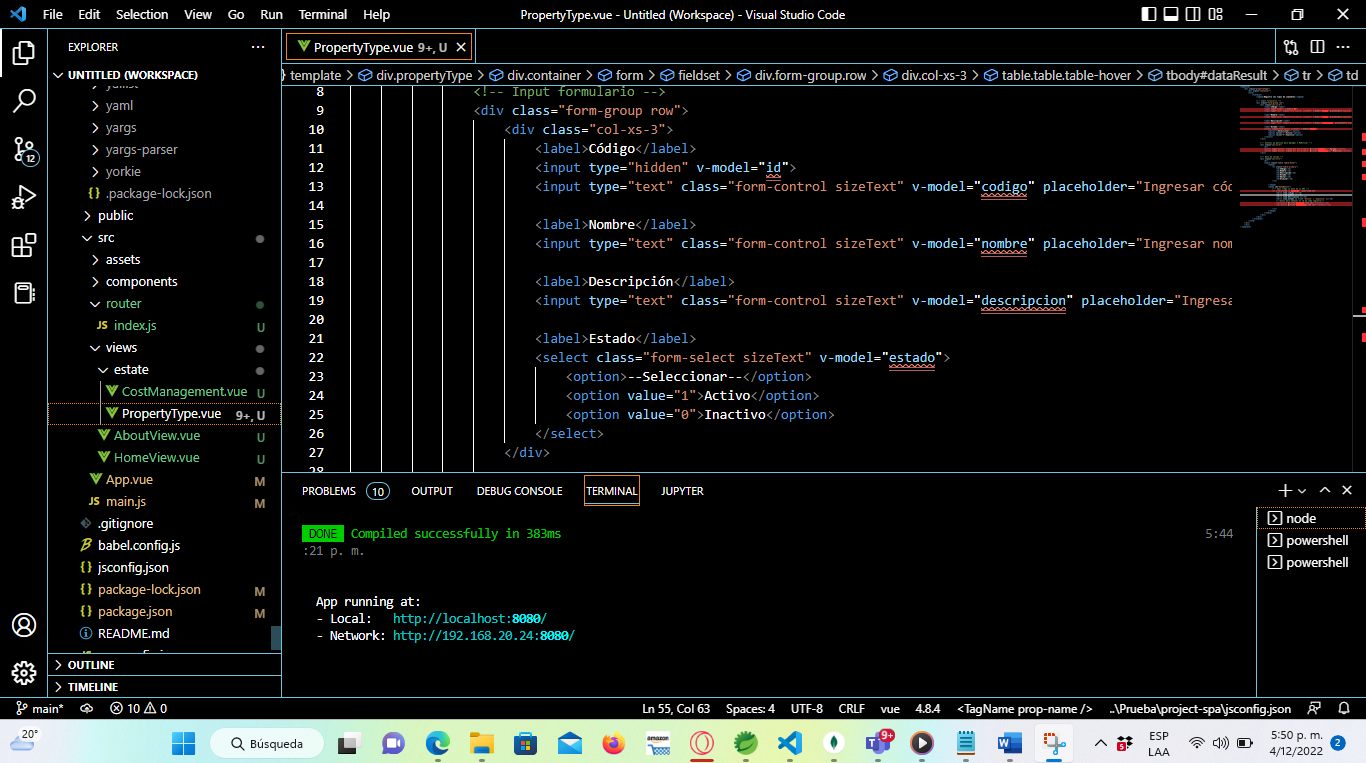 File Edit Selection View Go Run Terminal Help PropertyType.vue - Untitled (Workspace) - Visual Studio Code
EXPLORER ...
UNTITLED (WORKSPACE)
yaml
yargs
yargs-parser
yorkie
{} .package-lock.json
public
src
assets
components
router
JS index.js U
views
estate
CostManagement.vue U
PropertyType.vue 9+, U
AboutView.vue U
HomeView.vue U
App.vue M
JS main.js M
.gitignore
babel.config.js
{} jsconfig.json
{} package-lock.json M
{} package.json M
README.md
OUTLINE
TIMELINE
12
PropertyType.vue 9+, U
} template > div.propertyType > div.container > form > fieldset > div.form-group.row > div.col-xs-3 > table.table.table-hover > tbody#dataResult > tr > td
8 <!-- Input formulario -->
9 <div class="form-group row">
10 <div class="col-xs-3">
11 <label>Código</label>
12 <input type="hidden" v-model="id">
13 <input type="text" class="form-control sizeText" v-model="codigo" placeholder="Ingresar cód
14
15 <label>Nombre</label>
16 <input type="text" class="form-control sizeText" v-model="nombre" placeholder="Ingresar nom
17
18 <label>Descripción</label>
19 <input type="text" class="form-control sizeText" v-model="descripcion" placeholder="Ingresa
20
21 <label>Estado</label>
22 <select class="form-select sizeText" v-model="estado">
23 <option>--Seleccionar--</option>
24 <option value="1">Activo</option>
25 <option value="0">Inactivo</option>
26 </select>
27 </div>
28
PROBLEMS 10 OUTPUT DEBUG CONSOLE TERMINAL JUPYTER
DONE Compiled successfully in 383ms 5:44
:21 p. m.
App running at:
- Local: http://localhost:8080/
- Network: http://192.168.20.24:8080/
node
powershell
powershell
main* 10 0 Ln 55, Col 63 Spaces: 4 UTF-8 CRLF vue 4.8.4 <TagName prop-name /> ..\Prueba\project-spa\jsconfig.json
20° Búsqueda amazon 9+ ESP 5:50 p. m.
LAA 4/12/2022 2